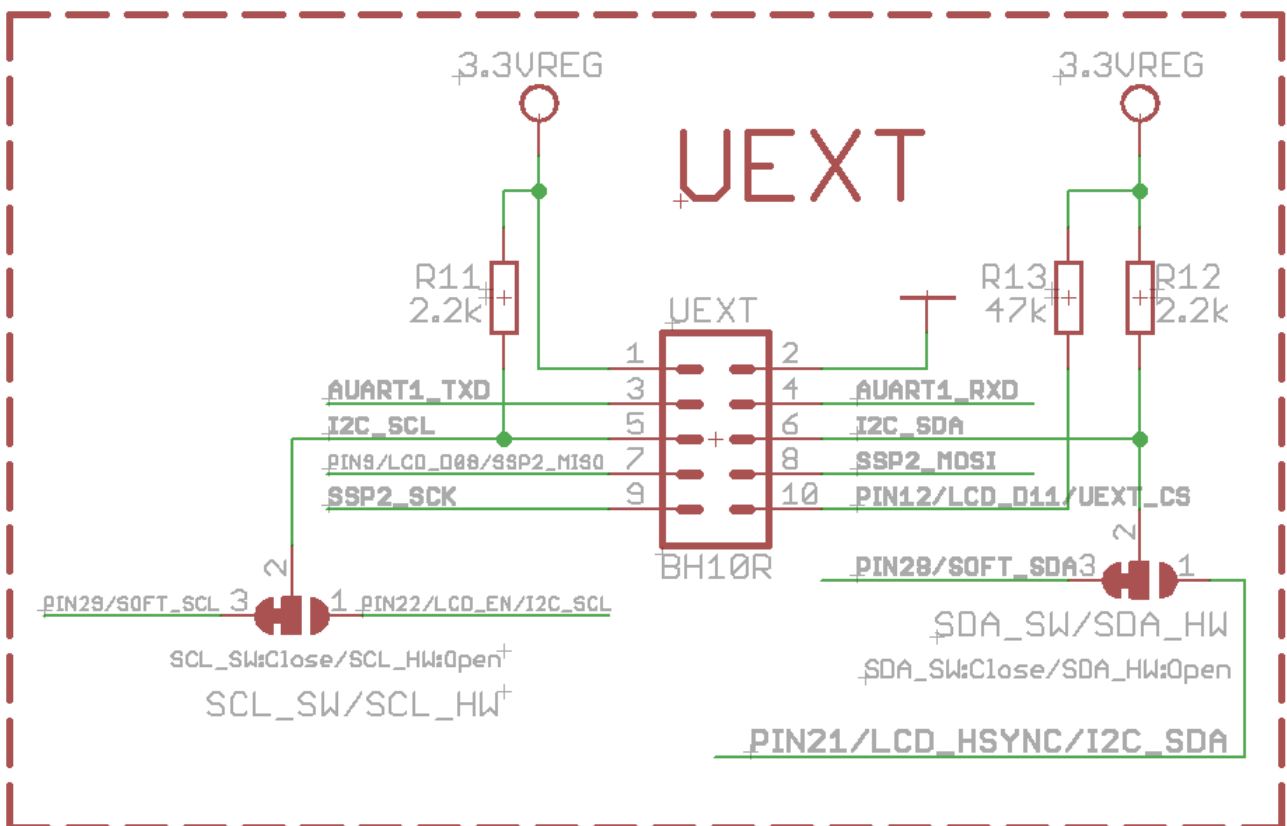 3.3VREG
3.3VREG
UEXT
R11
2.2k
R13
47k
R12
2.2k
UEXT
1
2
AUART1_TXD
3
4
AUART1_RXD
I2C_SCL
5
6
I2C_SDA
PIN9/LCD_D08/SSP2_MISO
7
8
SSP2_MOSI
SSP2_SCK
9
10
PIN12/LCD_D11/UEXT_CS
BH10R
2
PIN28/SOFT_SDA
3
1
2
PIN29/SOFT_SCL
3
1
PIN22/LCD_EN/I2C_SCL
SDA_SW/SDA_HW
SCL_SW:Close/SCL_HW:Open
SDA_SW:Close/SDA_HW:Open
SCL_SW/SCL_HW
PIN21/LCD_HSYNC/I2C_SDA